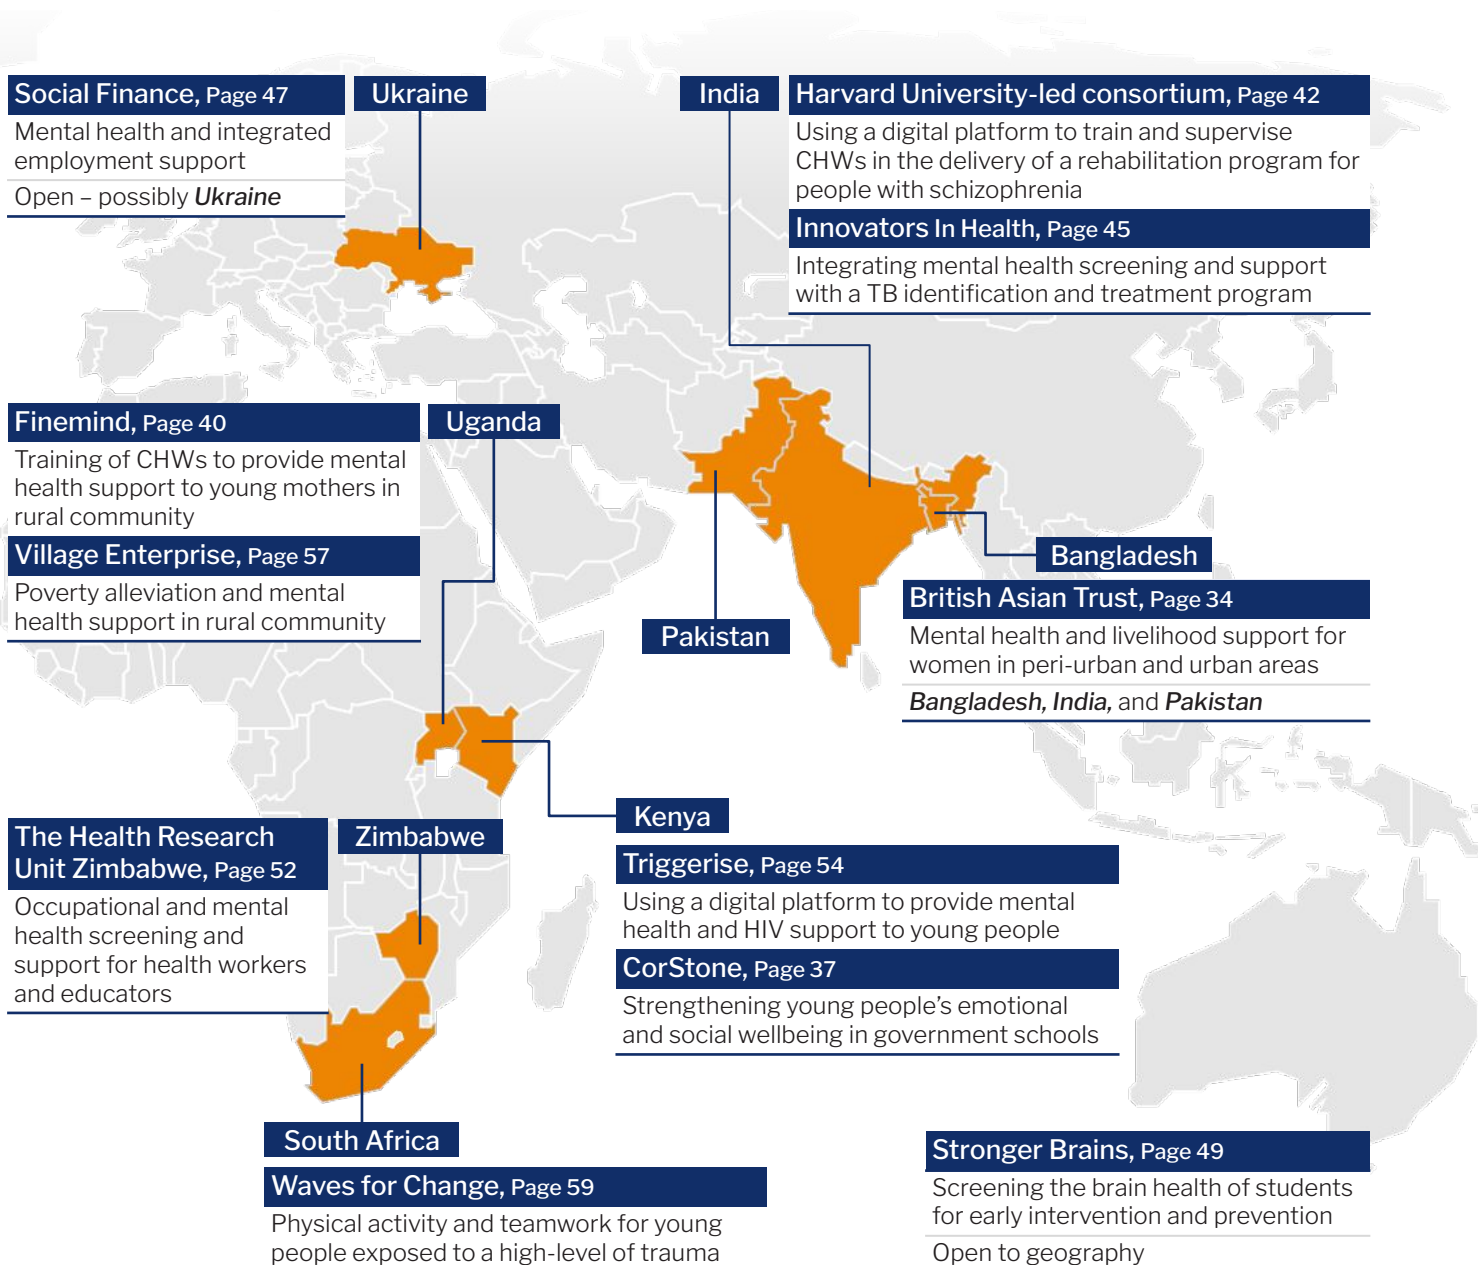 Social Finance, Page 47
Mental health and integrated
employment support
Open – possibly Ukraine
Ukraine
India
Harvard University-led consortium, Page 42
Using a digital platform to train and supervise
CHWs in the delivery of a rehabilitation program for
people with schizophrenia
Innovators In Health, Page 45
Integrating mental health screening and support
with a TB identification and treatment program
Finemind, Page 40
Training of CHWs to provide mental
health support to young mothers in
rural community
Village Enterprise, Page 57
Poverty alleviation and mental
health support in rural community
Uganda
Pakistan
Bangladesh
British Asian Trust, Page 34
Mental health and livelihood support for
women in peri-urban and urban areas
Bangladesh, India, and Pakistan
The Health Research
Unit Zimbabwe, Page 52
Occupational and mental
health screening and
support for health workers
and educators
Zimbabwe
Kenya
Triggerise, Page 54
Using a digital platform to provide mental
health and HIV support to young people
CorStone, Page 37
Strengthening young people’s emotional
and social wellbeing in government schools
South Africa
Waves for Change, Page 59
Physical activity and teamwork for young
people exposed to a high-level of trauma
Stronger Brains, Page 49
Screening the brain health of students
for early intervention and prevention
Open to geography